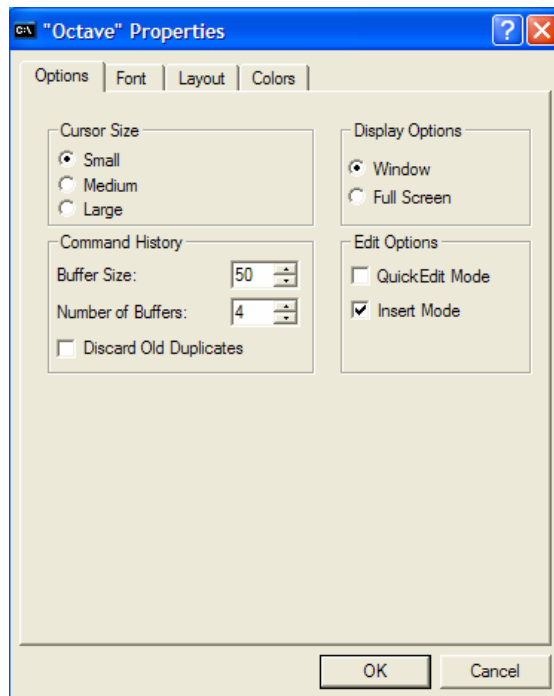 "Octave" Properties
Options Font Layout Colors
Cursor Size
Small
Medium
Large
Display Options
Window
Full Screen
Command History
Buffer Size: 50
Number of Buffers: 4
Discard Old Duplicates
Edit Options
QuickEdit Mode
Insert Mode
OK Cancel